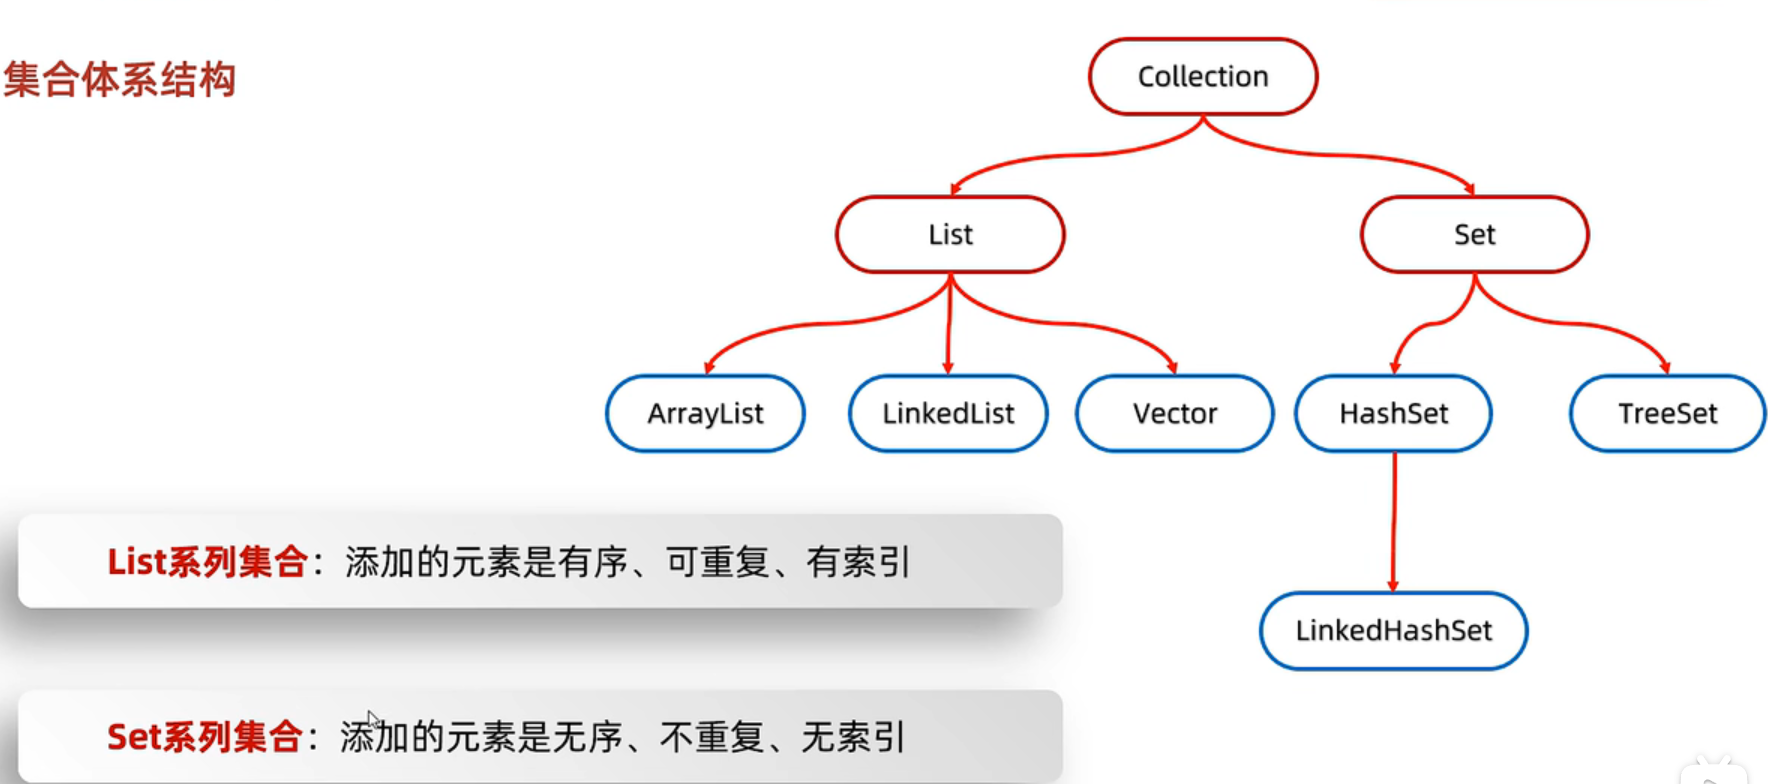 集合体系结构
Collection
List
Set
ArrayList
LinkedList
Vector
HashSet
TreeSet
List系列集合：添加的元素是有序、可重复、有索引
LinkedHashSet
Set系列集合：添加的元素是无序、不重复、无索引